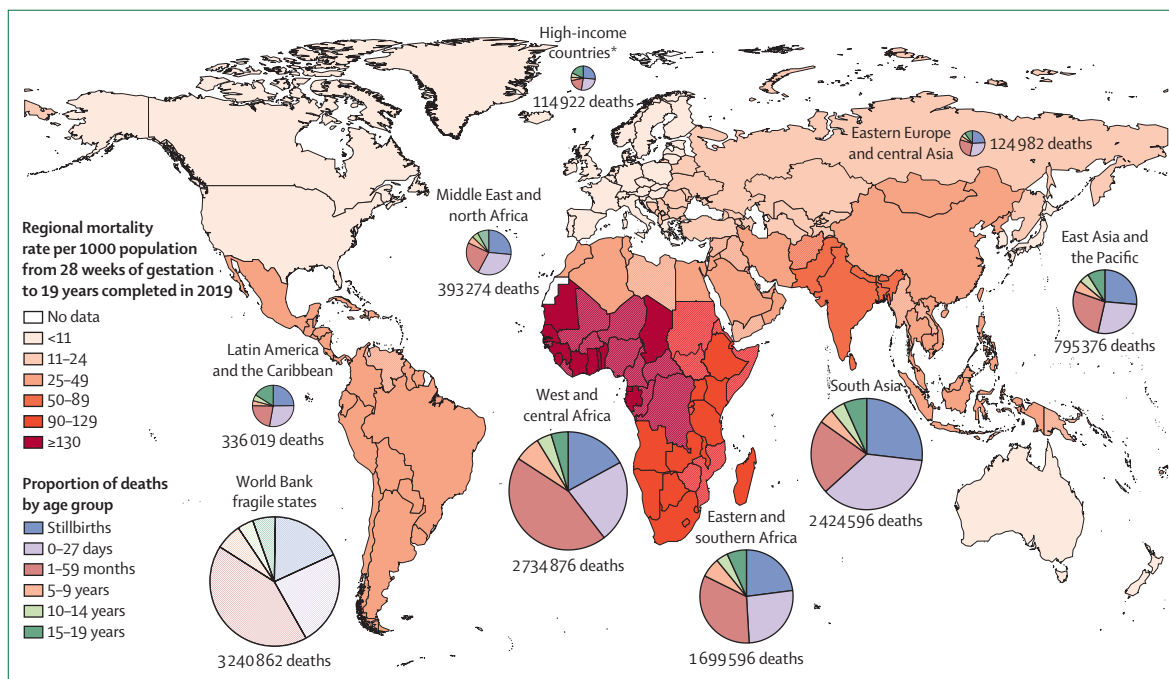 High-income
countries*
114 922 deaths
Eastern Europe
and central Asia
124 982 deaths
Middle East and
north Africa
393 274 deaths
East Asia and
the Pacific
795 376 deaths
Regional mortality
rate per 1000 population
from 28 weeks of gestation
to 19 years completed in 2019
No data
<11
11–24
25–49
50–89
90–129
≥130
Latin America
and the Caribbean
336 019 deaths
West and
central Africa
2 734 876 deaths
South Asia
2 424 596 deaths
Eastern and
southern Africa
1 699 596 deaths
World Bank
fragile states
3 240 862 deaths
Proportion of deaths
by age group
Stillbirths
0–27 days
1–59 months
5–9 years
10–14 years
15–19 years